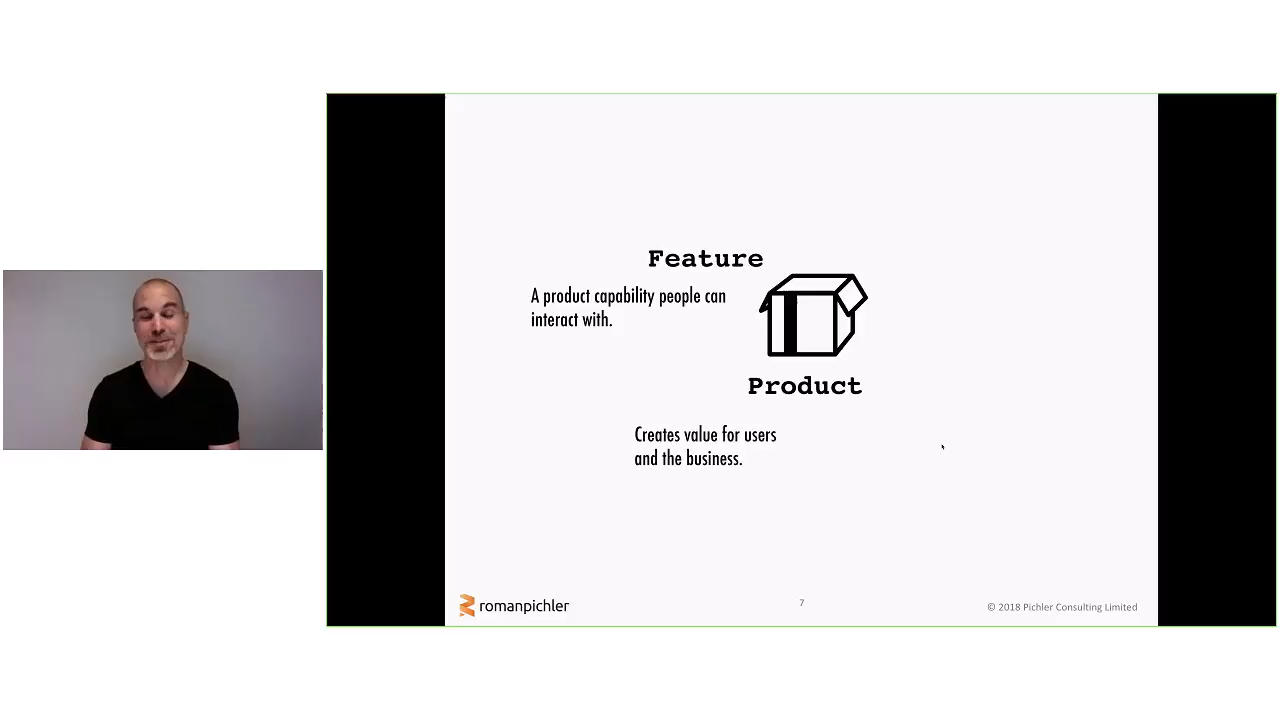 Feature
A product capability people can
interact with.
Product
Creates value for users
and the business.
romanpichler
7
© 2018 Pichler Consulting Limited